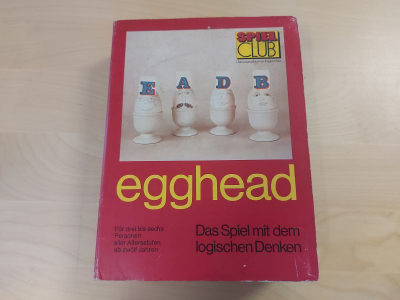 SPIEL
CLUB
E A D B
egghead
Für drei bis sechs
Personen
aller Altersstufen
ab zwölf Jahren
Das Spiel mit dem
logischen Denken